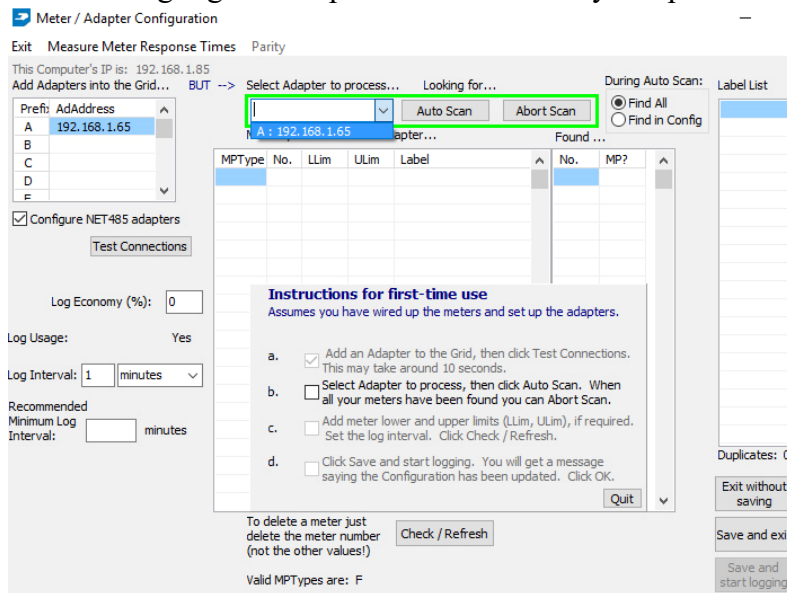 Meter / Adapter Configuration
Exit Measure Meter Response Times Parity
This Computer's IP is: 192.168.1.85
Add Adapters into the Grid... BUT --> Select Adapter to process... Looking for... During Auto Scan: Label List
Prefix AdAddress
Auto Scan Abort Scan
Find All
Find in Config
A 192.168.1.65
A : 192.168.1.65
apter... Found ...
B
C
D
E
MPType No. LLim ULim Label No. MP?
Configure NET485 adapters
Test Connections
Log Economy (%): 0
Log Usage: Yes
Log Interval: 1 minutes
Recommended
Minimum Log
Interval: minutes
Instructions for first-time use
Assumes you have wired up the meters and set up the adapters.
a. Add an Adapter to the Grid, then click Test Connections.
This may take around 10 seconds.
b. Select Adapter to process, then click Auto Scan. When
all your meters have been found you can Abort Scan.
c. Add meter lower and upper limits (LLim, ULim), if required.
Set the log interval. Click Check / Refresh.
d. Click Save and start logging. You will get a message
saying the Configuration has been updated. Click
OK.
Quit
To delete a meter just
delete the meter number
(not the other values!)
Check / Refresh
Valid MPTypes are: F
Duplicates: 0
Exit without
saving
Save and exi
Save and
start logging